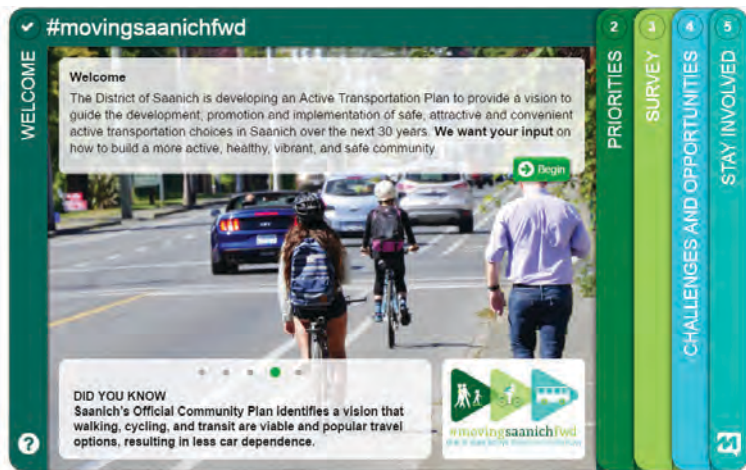 #movingsaanichfwd
WELCOME
Welcome
The District of Saanich is developing an Active Transportation Plan to provide a vision to
guide the development, promotion and implementation of safe, attractive and convenient
active transportation choices in Saanich over the next 30 years. We want your input on
how to build a more active, healthy, vibrant, and safe community.
Begin
DID YOU KNOW
Saanich's Official Community Plan identifies a vision that
walking, cycling, and transit are viable and popular travel
options, resulting in less car dependence.
#movingsaanichfwd
?
2
PRIORITIES
3
SURVEY
4
CHALLENGES AND OPPORTUNITIES
5
STAY INVOLVED